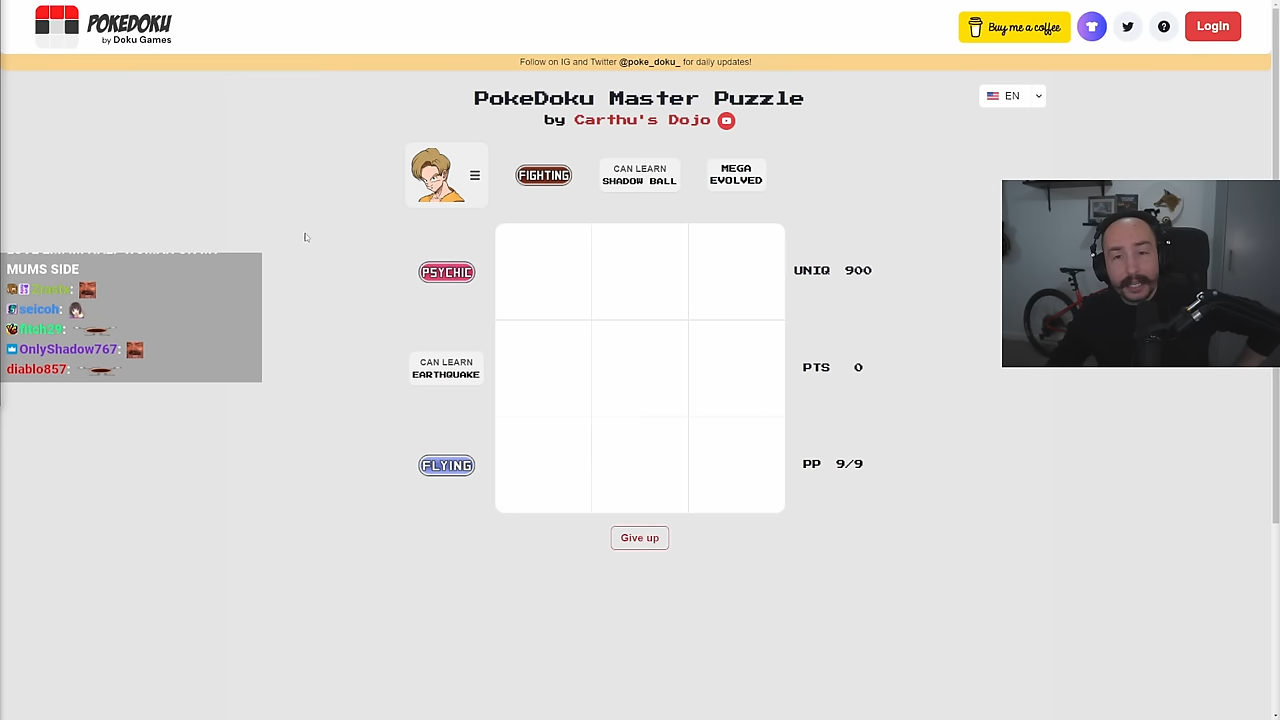 POKEDOKU
by Doku Games
Buy me a coffee
Login
Follow on IG and Twitter @poke_doku_ for daily updates!
PokeDoku Master Puzzle
by Carthu's Dojo
EN
FIGHTING
CAN LEARN
SHADOW BALL
MEGA
EVOLVED
PSYCHIC
UNIQ 900
CAN LEARN
EARTHQUAKE
PTS 0
FLYING
PP 9/9
Give up
MUMS SIDE
seicoh:
OnlyShadow767:
diablo857: